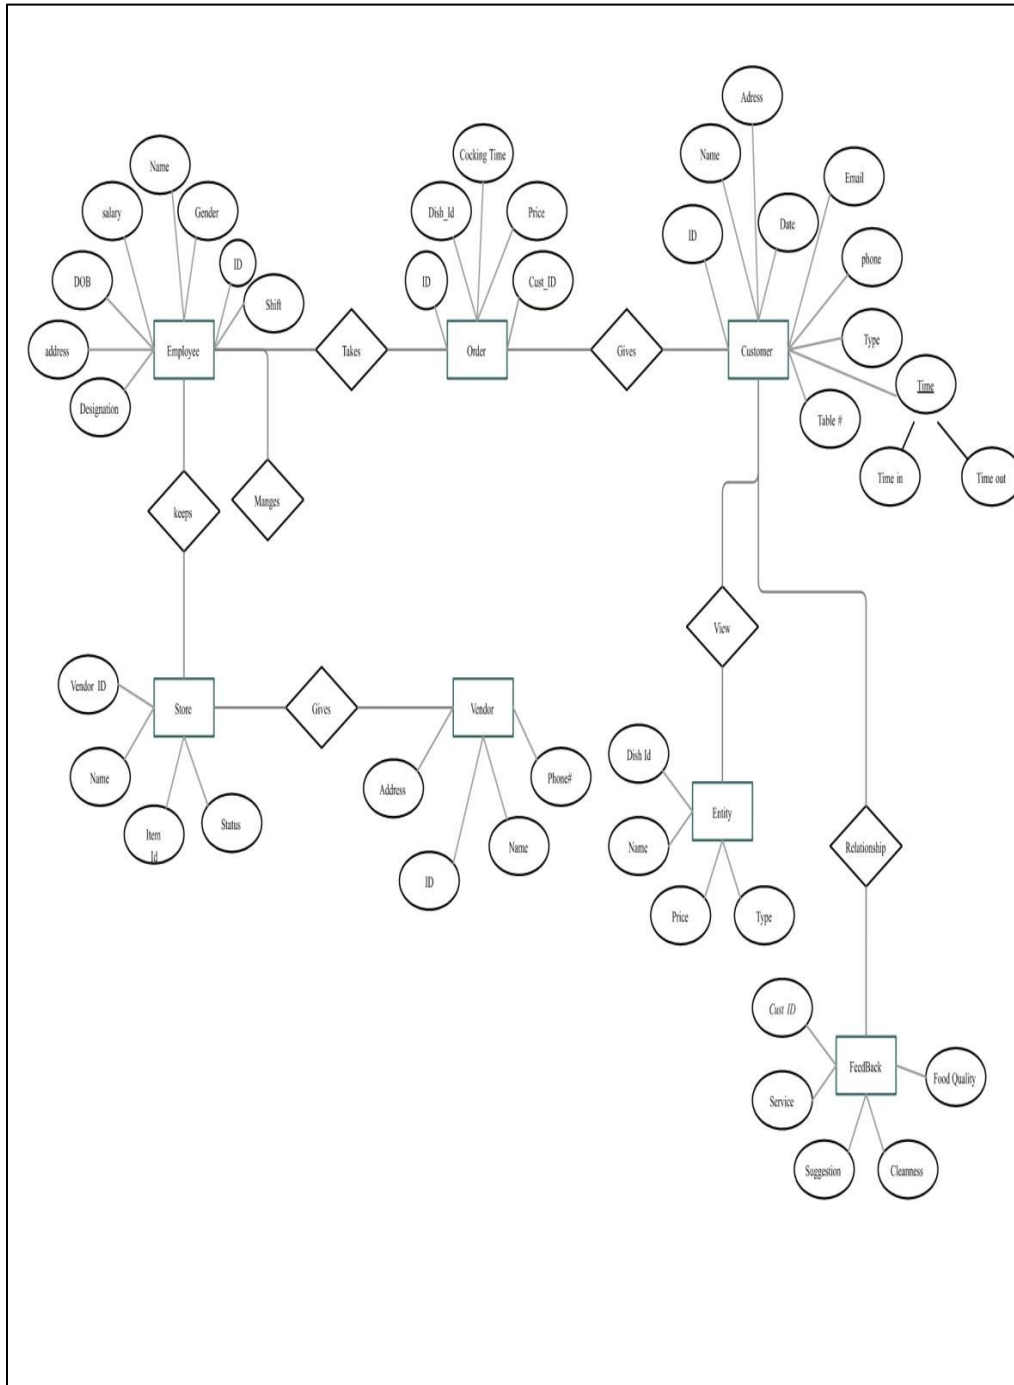 Adress
Name
Cocking Time
Name
Email
salary
Gender
Dish_Id
Price
Date
ID
ID
phone
DOB
ID
Cust_ID
Shift
Type
address
Employee
Takes
Order
Gives
Customer
Time
Designation
Table #
Time in
Time out
keeps
Manges
View
Vendor ID
Store
Gives
Vendor
Dish Id
Name
Address
Phone#
Entity
Item
Id
Status
Name
Name
Relationship
ID
Price
Type
Cust ID
FeedBack
Food Quality
Service
Suggestion
Cleanness